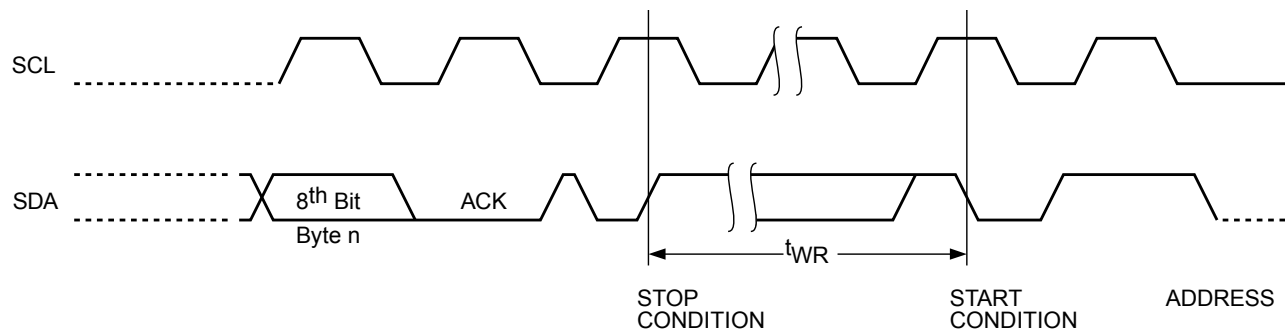 SCL
SDA
8th Bit
Byte n
ACK
tWR
STOP
CONDITION
START
CONDITION
ADDRESS